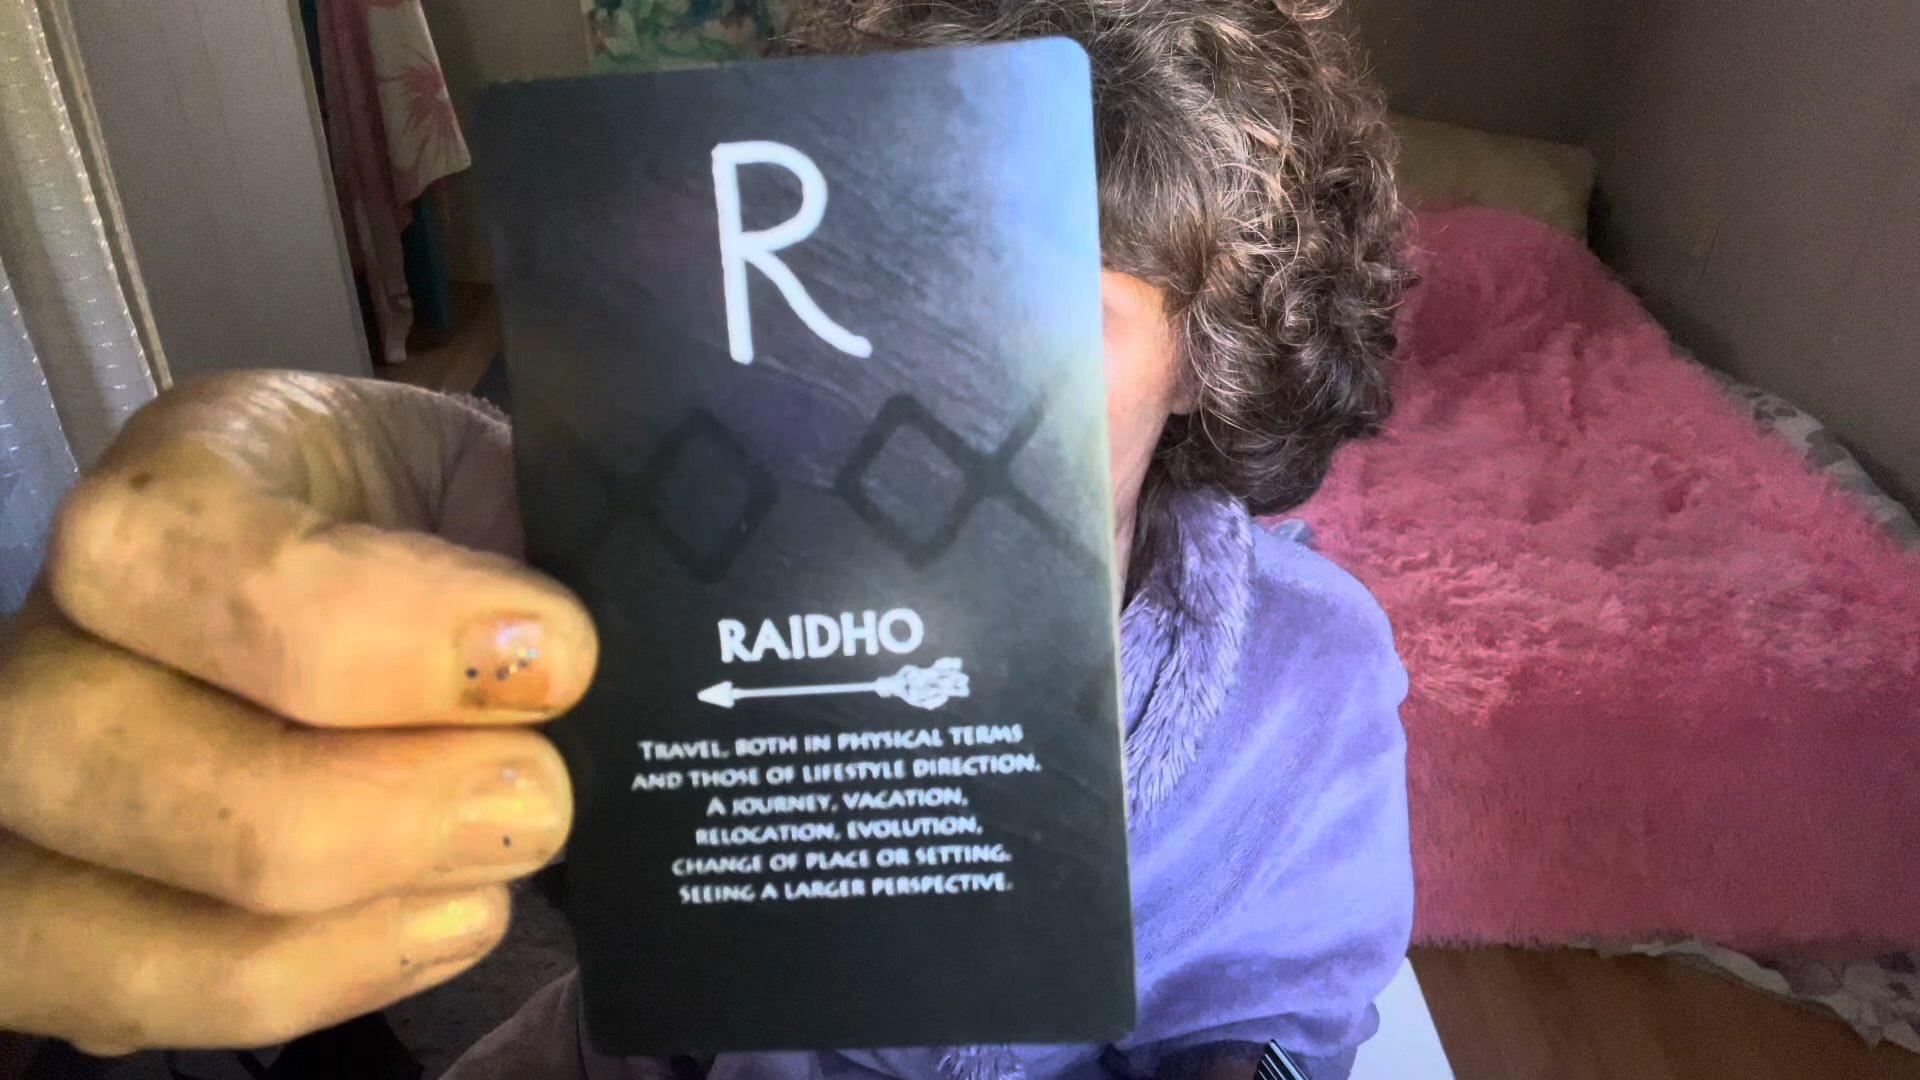 R
RAIDHO
TRAVEL, BOTH IN PHYSICAL TERMS
AND THOSE OF LIFESTYLE DIRECTION.
A JOURNEY, VACATION,
RELOCATION, EVOLUTION,
CHANGE OF PLACE OR SETTING.
SEEING A LARGER PERSPECTIVE.